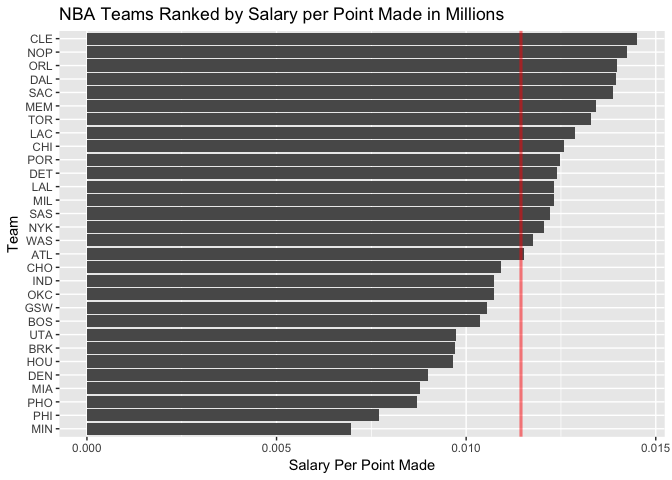 NBA Teams Ranked by Salary per Point Made in Millions
CLE
NOP
ORL
DAL
SAC
MEM
TOR
LAC
CHI
POR
DET
LAL
MIL
SAS
NYK
WAS
ATL
CHO
IND
OKC
GSW
BOS
UTA
BRK
HOU
DEN
MIA
PHO
PHI
MIN
Team
0.000 0.005 0.010 0.015
Salary Per Point Made